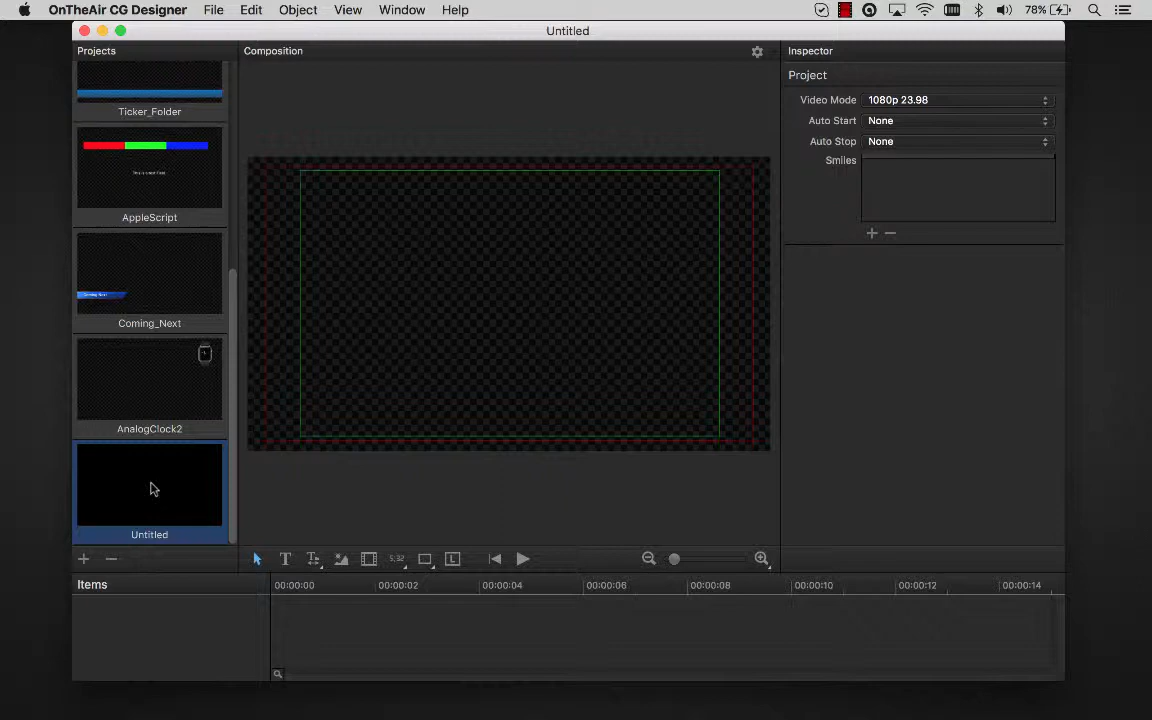 OnTheAir CG Designer File Edit Object View Window Help 78%
Untitled
Projects
Composition
Inspector
Project
Video Mode 1080p 23.98
Auto Start None
Auto Stop None
Smiles
Ticker_Folder
AppleScript
Coming Next
Coming_Next
AnalogClock2
Untitled
T T L
Items
00:00:00 00:00:02 00:00:04 00:00:06 00:00:08 00:00:10 00:00:12 00:00:14